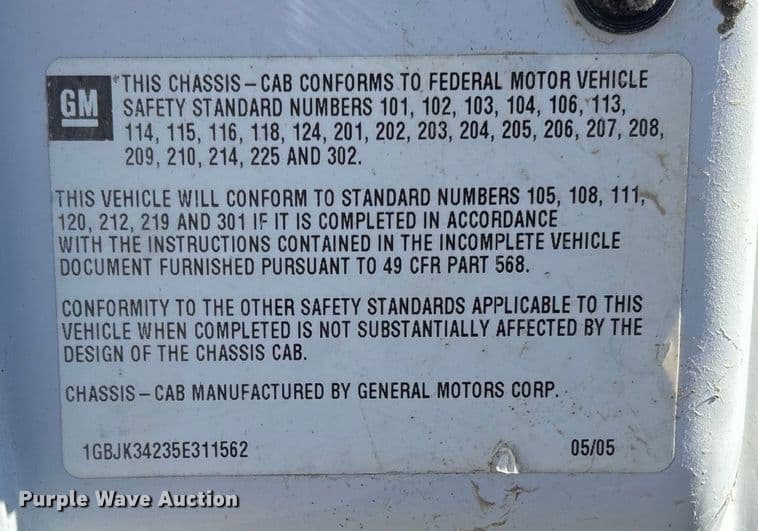 GM
*THIS CHASSIS-CAB CONFORMS TO FEDERAL MOTOR VEHICLE
SAFETY STANDARD NUMBERS 101, 102, 103, 104, 106, 113,
114, 115, 116, 118, 124, 201, 202, 203, 204, 205, 206, 207, 208,
209, 210, 214, 225 AND 302.
THIS VEHICLE WILL CONFORM TO STANDARD NUMBERS 105, 108, 111,
120, 212, 219 AND 301 IF IT IS COMPLETED IN ACCORDANCE
WITH THE INSTRUCTIONS CONTAINED IN THE INCOMPLETE VEHICLE
DOCUMENT FURNISHED PURSUANT TO 49 CFR PART 568.
CONFORMITY TO THE OTHER SAFETY STANDARDS APPLICABLE TO THIS
VEHICLE WHEN COMPLETED IS NOT SUBSTANTIALLY AFFECTED BY THE
DESIGN OF THE CHASSIS CAB.
CHASSIS-CAB MANUFACTURED BY GENERAL MOTORS CORP.
1GBJK34235E311562 05/05
Purple Wave Auction